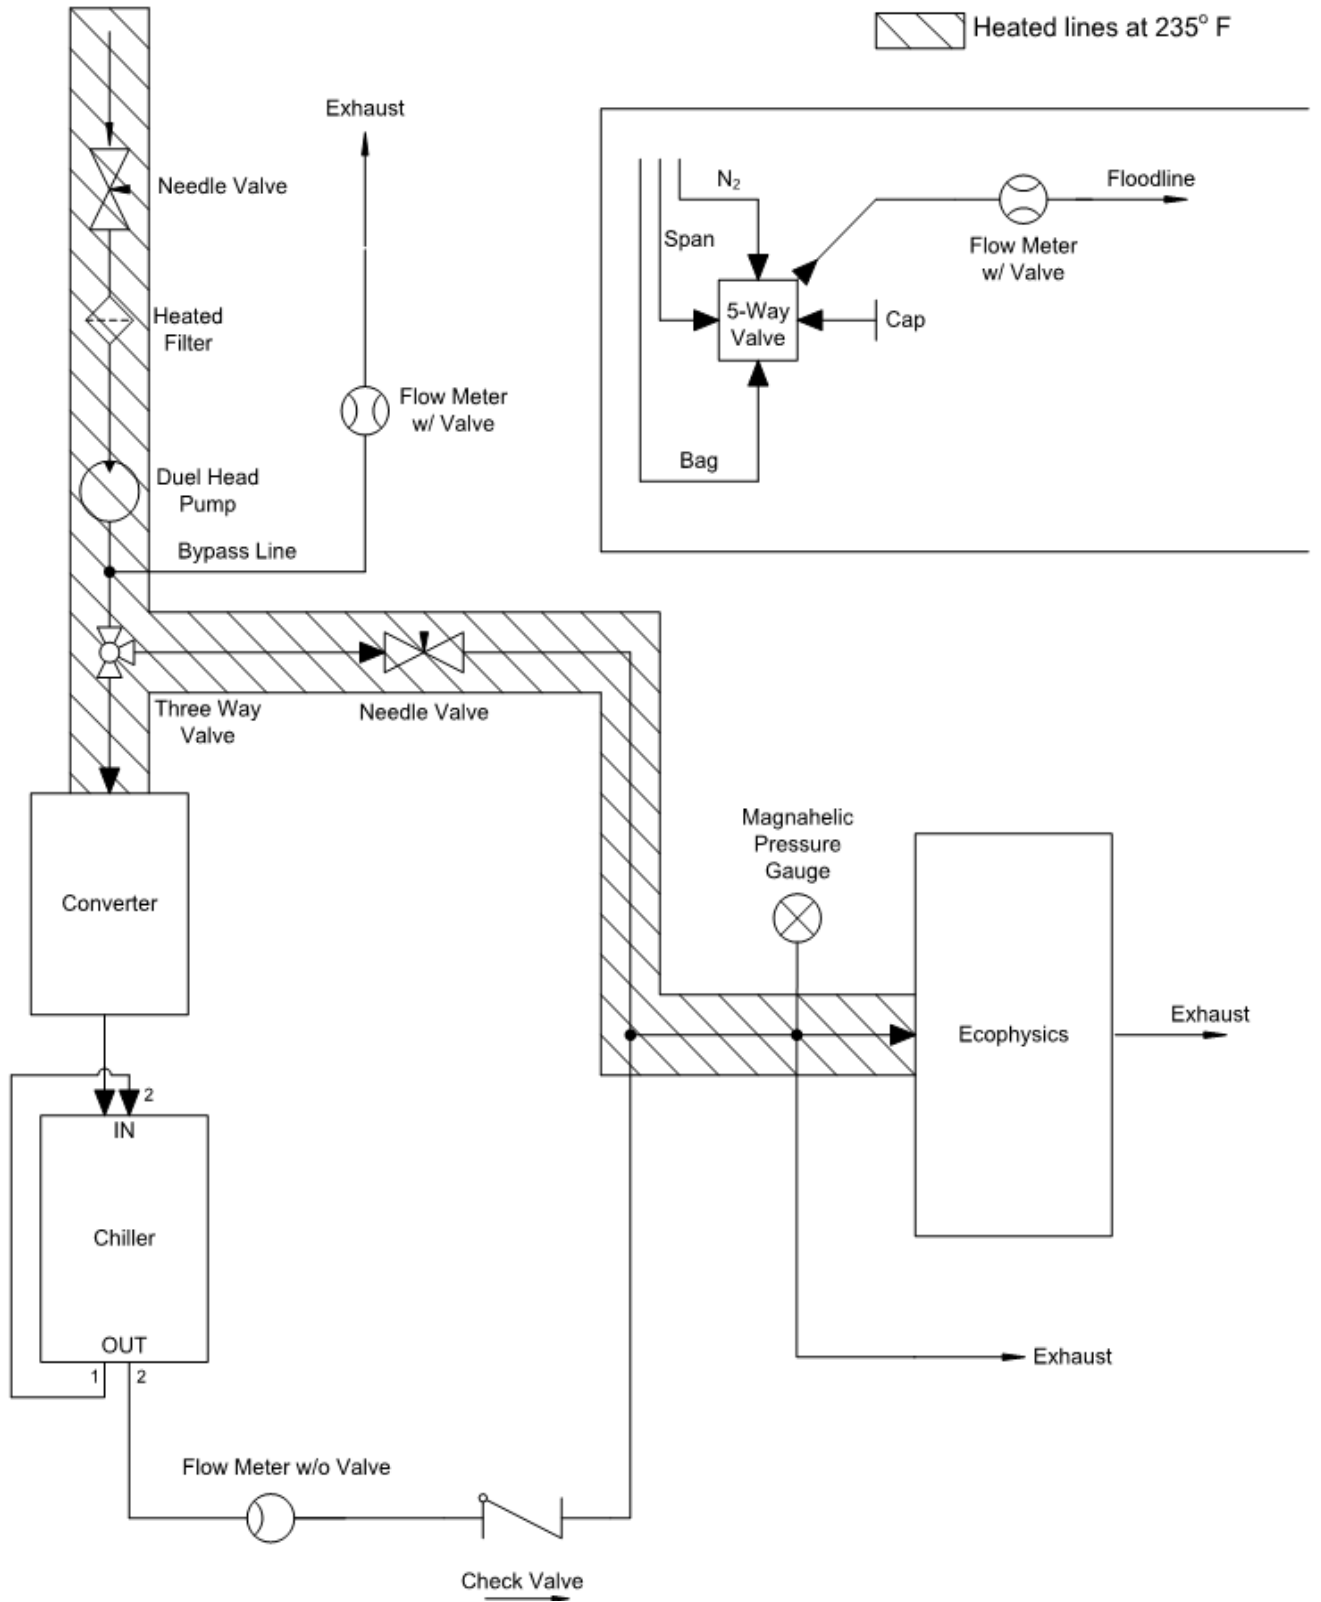 Heated lines at 235° F
Exhaust
Needle Valve
N2
Floodline
Span
Flow Meter
w/ Valve
5-Way
Valve
Cap
Heated
Filter
Flow Meter
w/ Valve
Bag
Duel Head
Pump
Bypass Line
Three Way
Valve
Needle Valve
Magnahelic
Pressure
Gauge
Converter
Ecophysics
Exhaust
2
IN
Chiller
OUT
1
2
Exhaust
Flow Meter w/o Valve
Check Valve